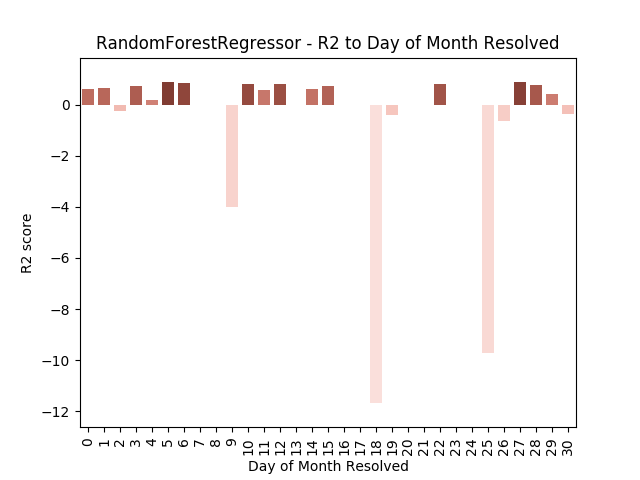 RandomForestRegressor - R2 to Day of Month Resolved
R2 score
0
−2
−4
−6
−8
−10
−12
0 1 2 3 4 5 6 7 8 9 10 11 12 13 14 15 16 17 18 19 20 21 22 23 24 25 26 27 28 29 30
Day of Month Resolved